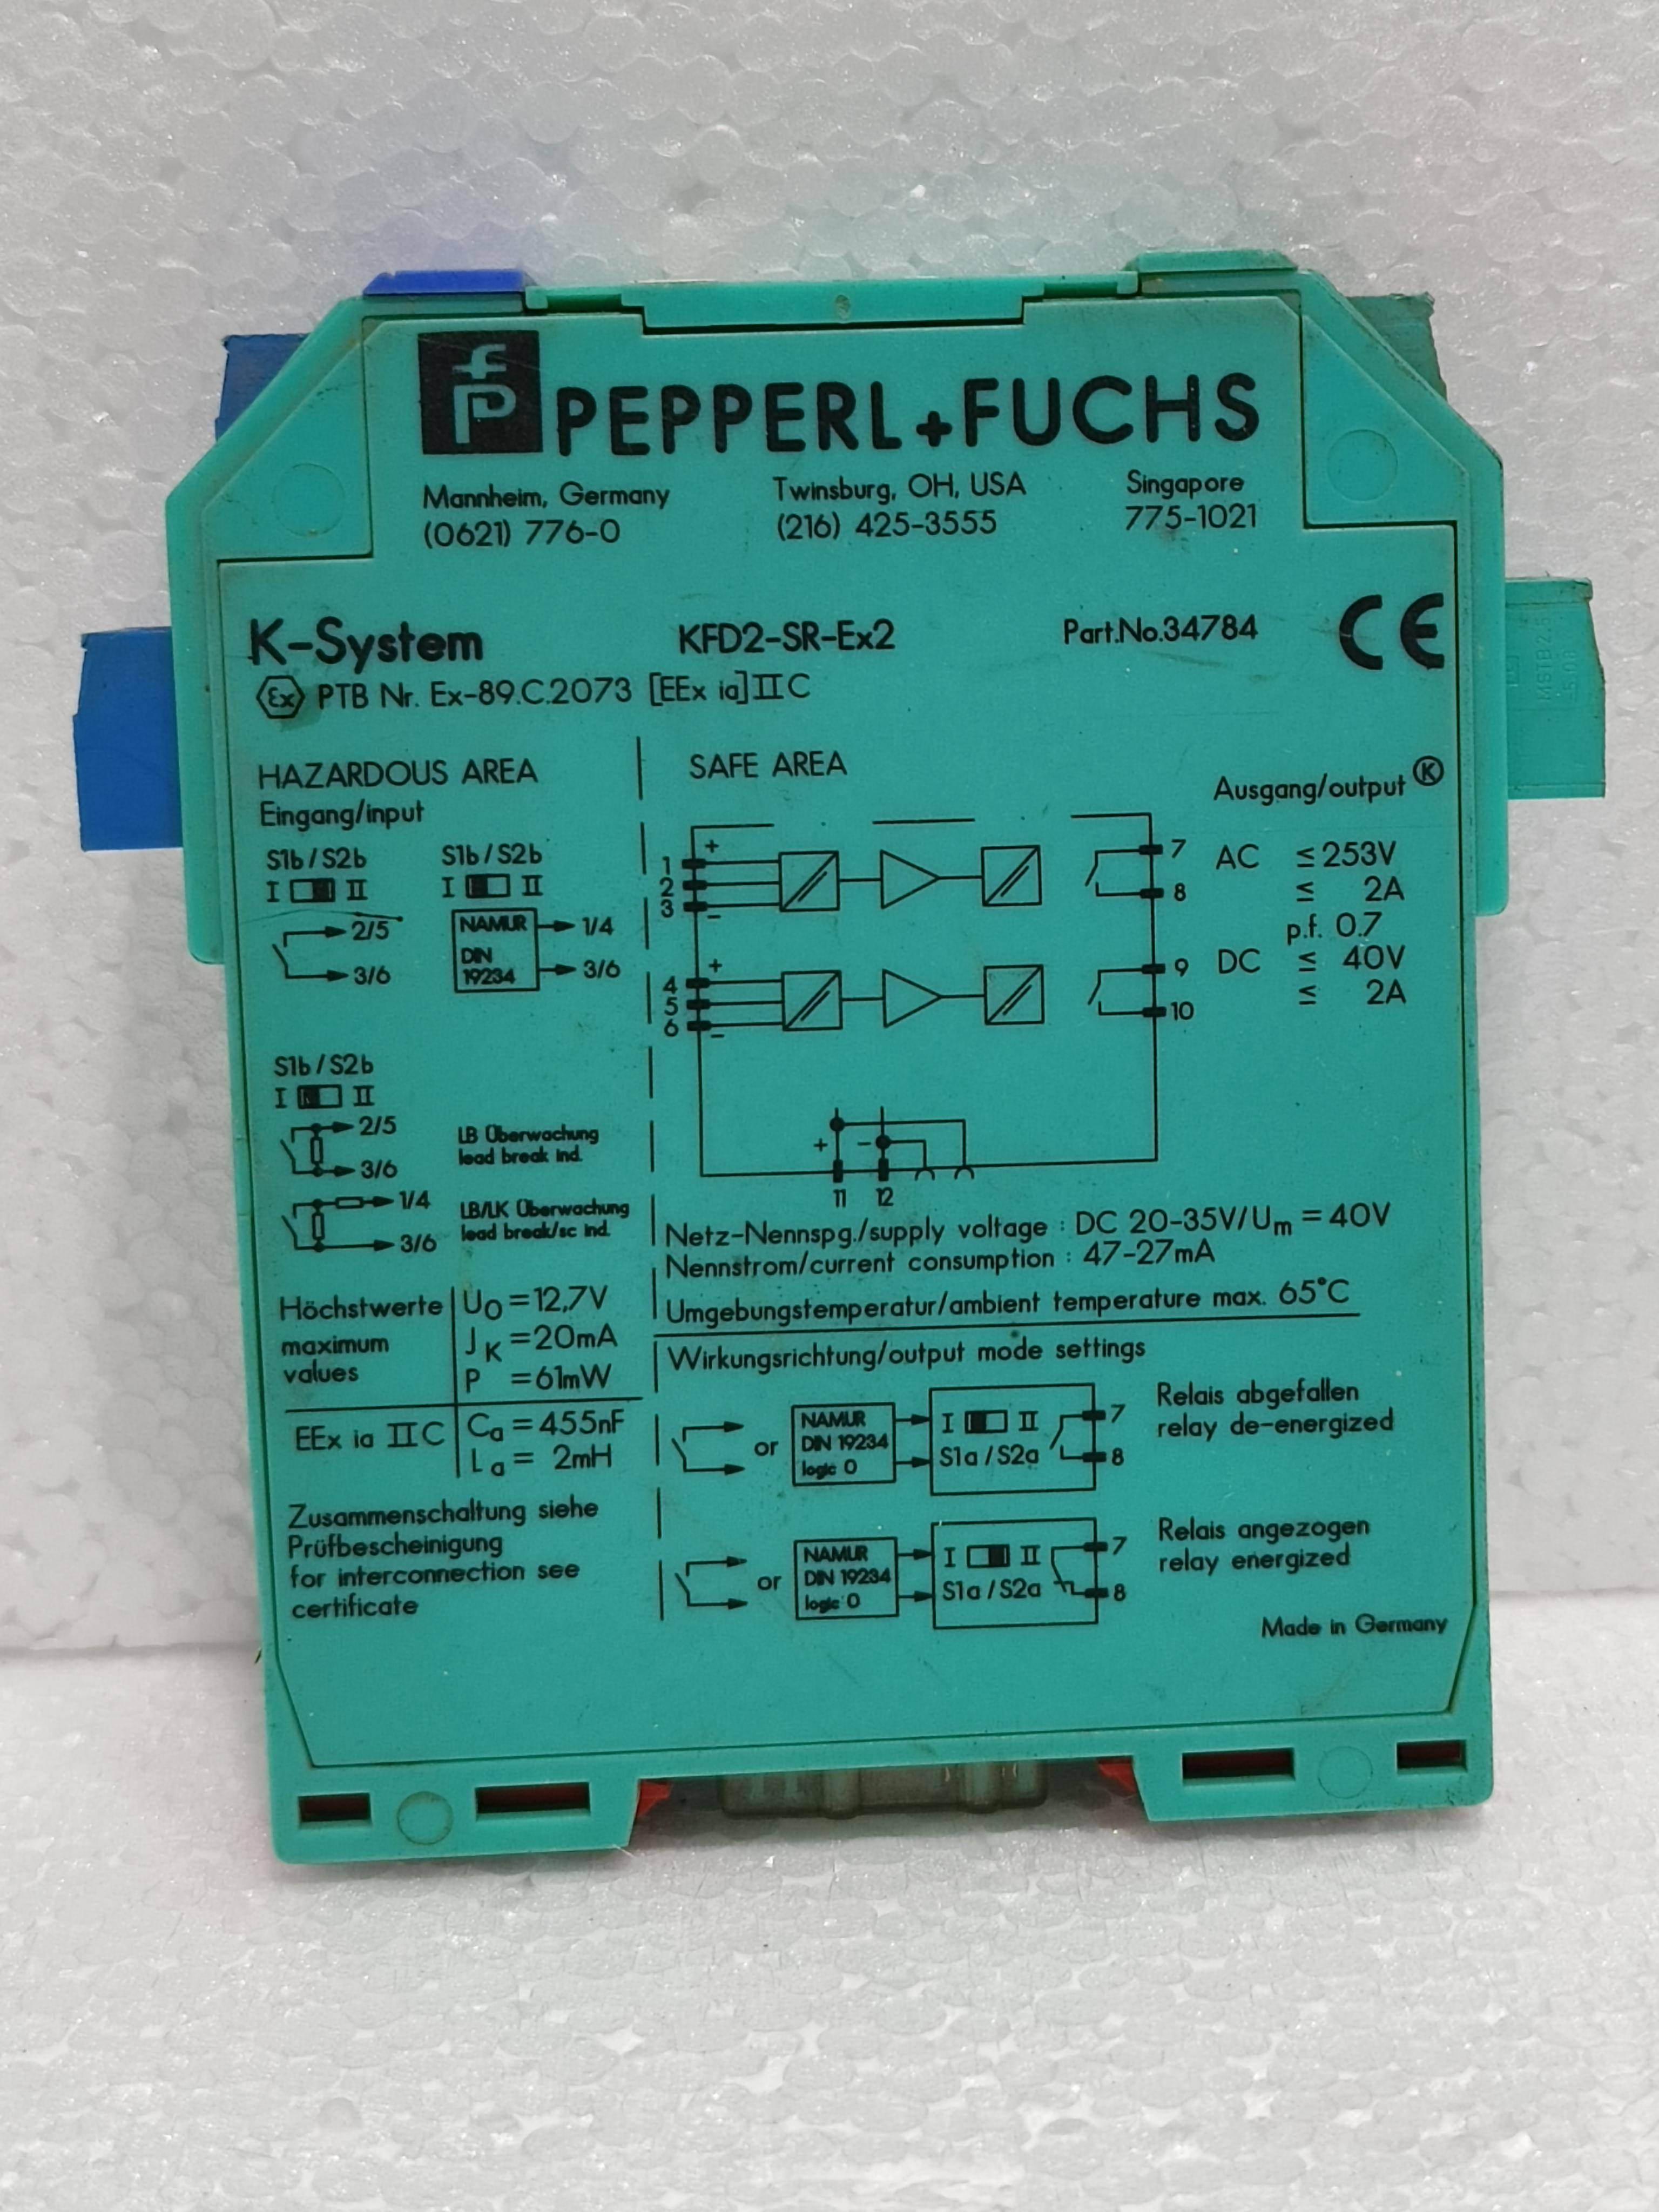 PEPPERL+FUCHS
Mannheim, Germany Twinsburg, OH, USA Singapore
(0621) 776-0 (216) 425-3555 775-1021
K-System KFD2-SR-Ex2 Part.No.34784 CE
Ex PTB Nr. Ex-89.C.2073 [EEx ia] II C
HAZARDOUS AREA
Eingang/input
S1b/S2b S1b/S2b
I II I II
2/5
3/6
NAMUR
DIN
19234
1/4
3/6
S1b/S2b
I II
2/5
3/6
LB Überwachung
lead break ind.
1/4
3/6
LB/LK Überwachung
lead break/sc ind.
Höchstwerte
maximum
values
U0 =12,7V
JK =20mA
P =61mW
EEx ia II C
Ca = 455nF
La = 2mH
Zusammenschaltung siehe
Prüfbescheinigung
for interconnection see
certificate
SAFE AREA
Ausgang/output K
1 +
2
3 -
4 +
5
6 -
7
8
9
10
+ -
11 12
AC ≤ 253V
≤ 2A
p.f. 0.7
DC ≤ 40V
≤ 2A
Netz-Nennspg./supply voltage : DC 20-35V/Um = 40V
Nennstrom/current consumption : 47-27mA
Umgebungstemperatur/ambient temperature max. 65°C
Wirkungsrichtung/output mode settings
or
NAMUR
DIN 19234
logic 0
I II
S1a/S2a
7
8
Relais abgefallen
relay de-energized
or
NAMUR
DIN 19234
logic 0
I II
S1a/S2a
7
8
Relais angezogen
relay energized
Made in Germany